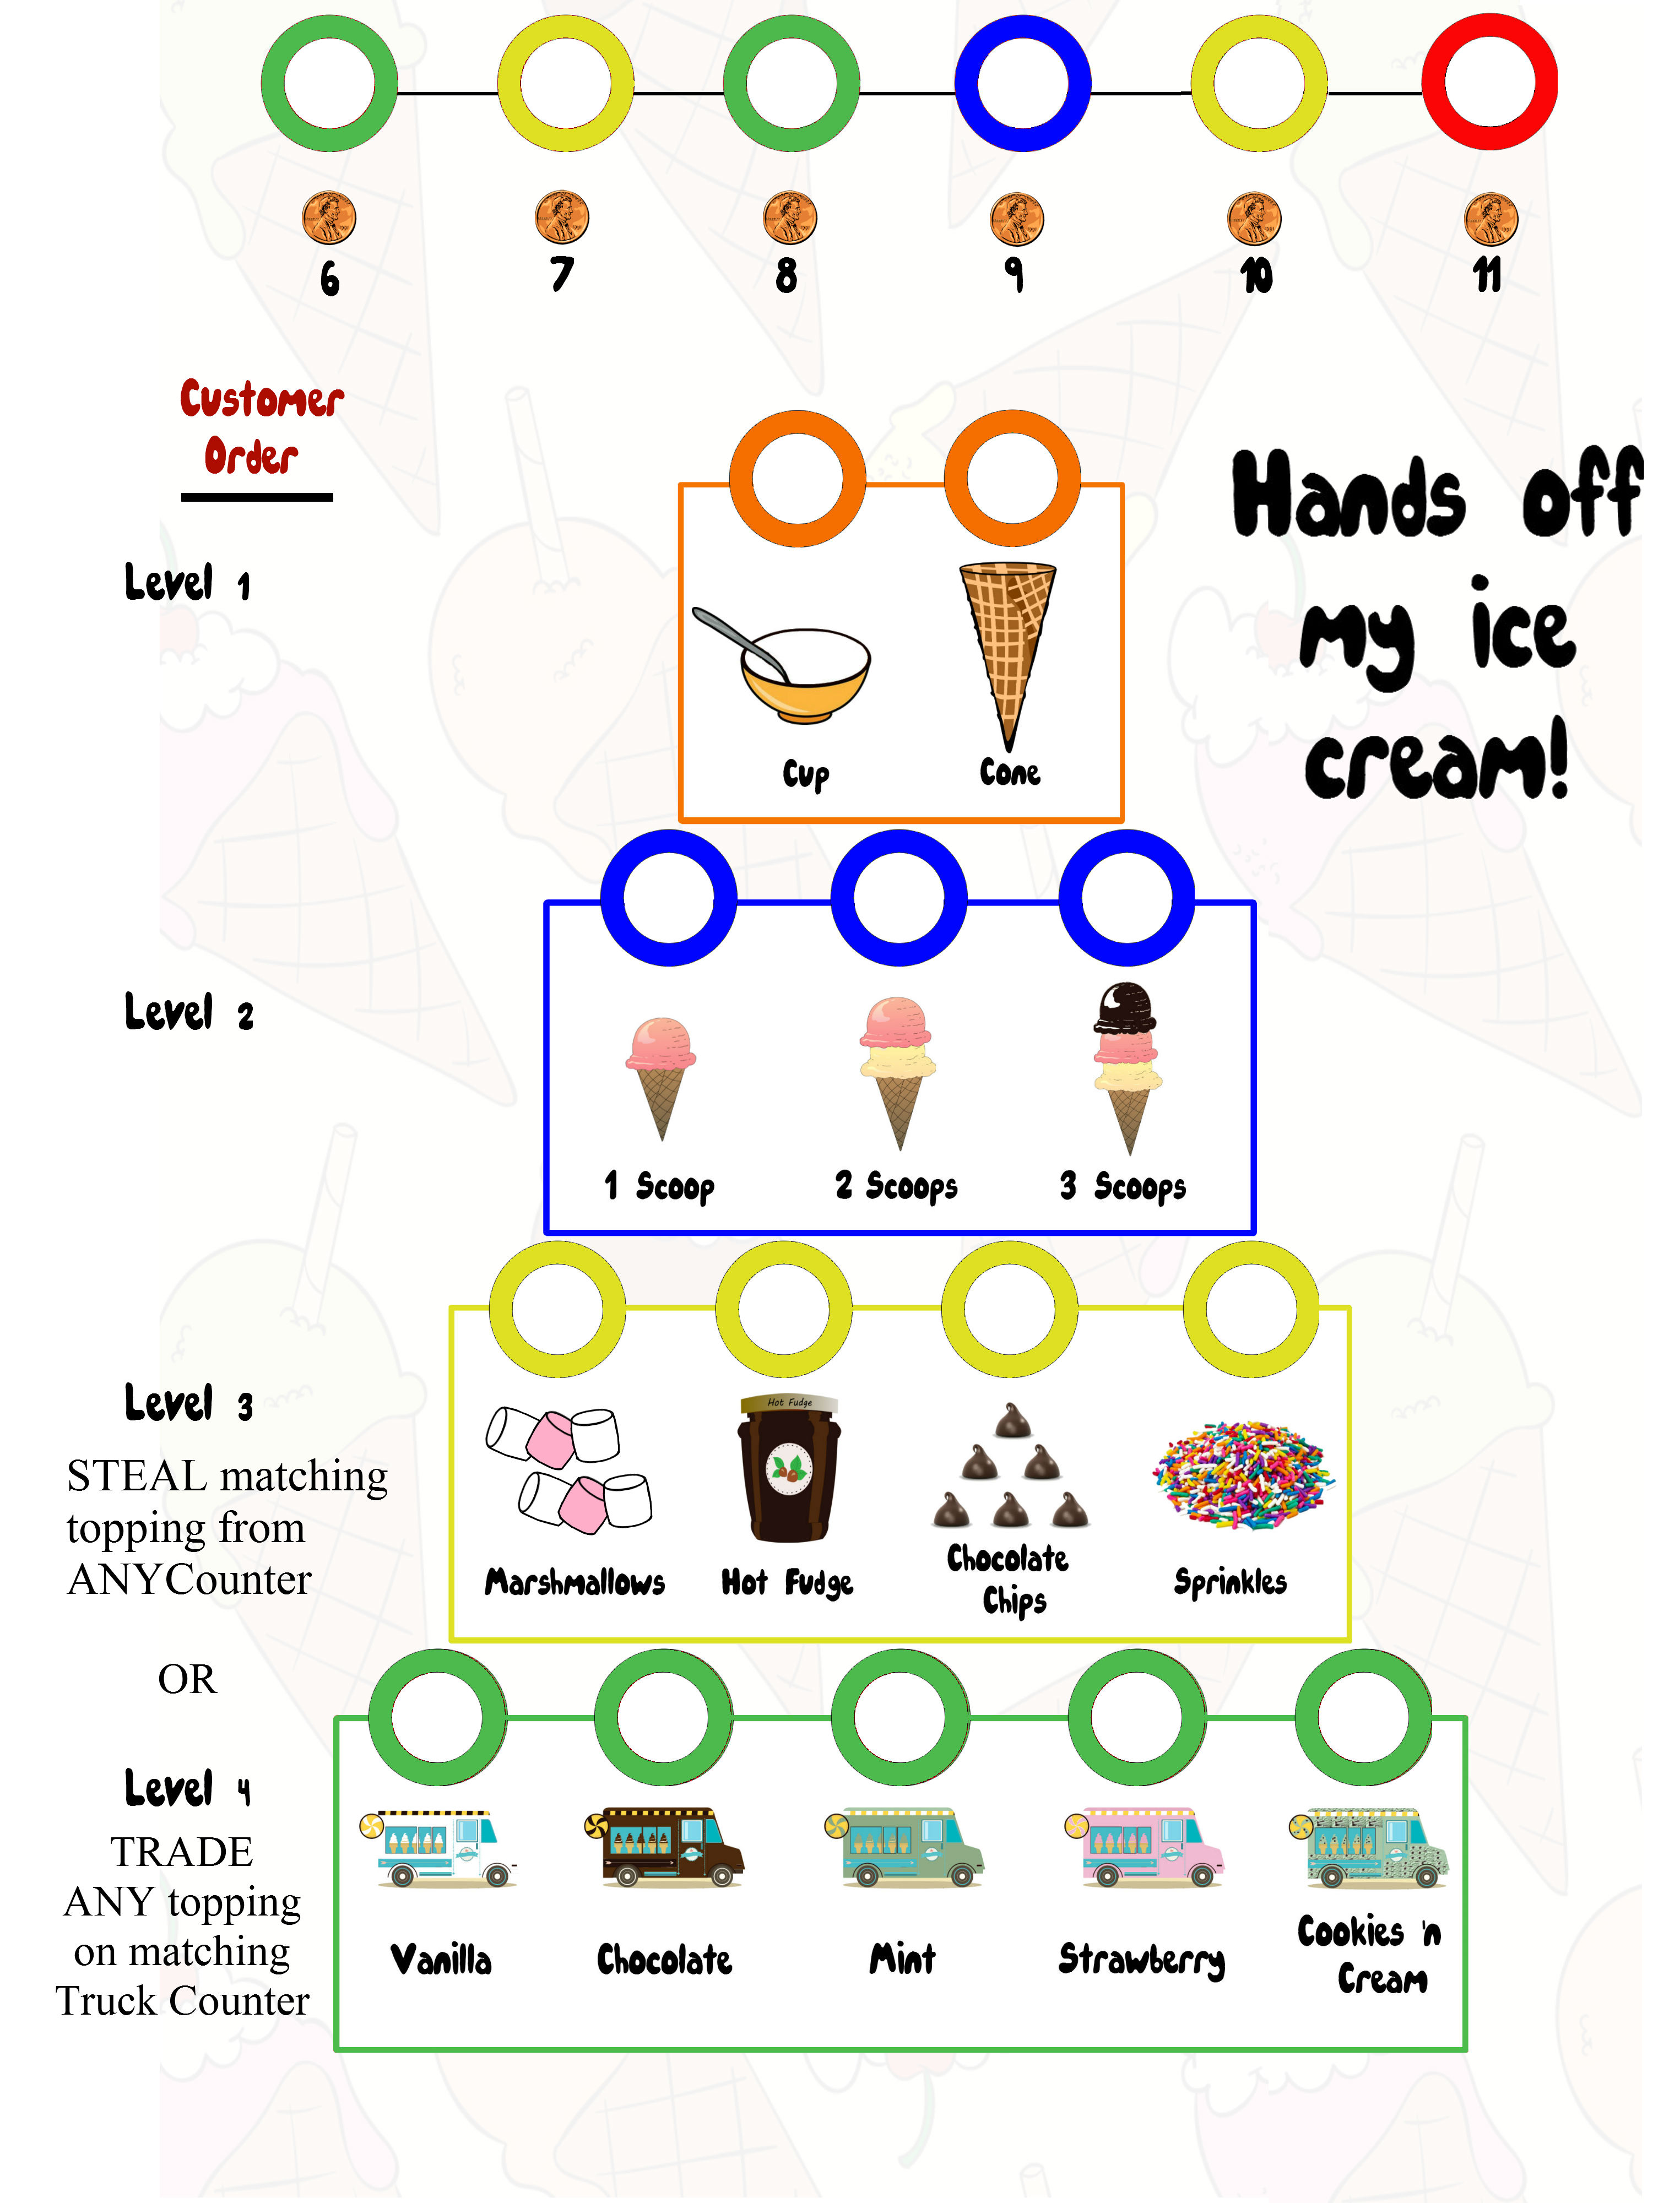 6 7 8 9 10 11
Customer
Order
Hands off
my ice
cream!
Level 1
Cup Cone
Level 2
1 Scoop 2 Scoops 3 Scoops
Level 3
Hot Fudge
STEAL matching
topping from
ANYCounter
Marshmallows Hot Fudge Chocolate
Chips Sprinkles
OR
Level 4
TRADE
ANY topping
on matching
Truck Counter
Vanilla Chocolate Mint Strawberry Cookies 'n
Cream